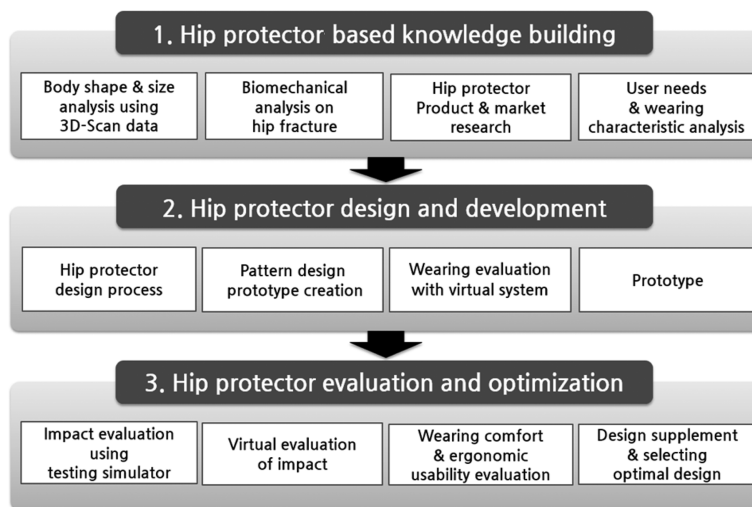 1. Hip protector based knowledge building
Body shape & size
analysis using
3D-Scan data
Biomechanical
analysis on
hip fracture
Hip protector
Product & market
research
User needs
& wearing
characteristic analysis
2. Hip protector design and development
Hip protector
design process
Pattern design
prototype creation
Wearing evaluation
with virtual system
Prototype
3. Hip protector evaluation and optimization
Impact evaluation
using
testing simulator
Virtual evaluation
of impact
Wearing comfort
& ergonomic
usability evaluation
Design supplement
& selecting
optimal design